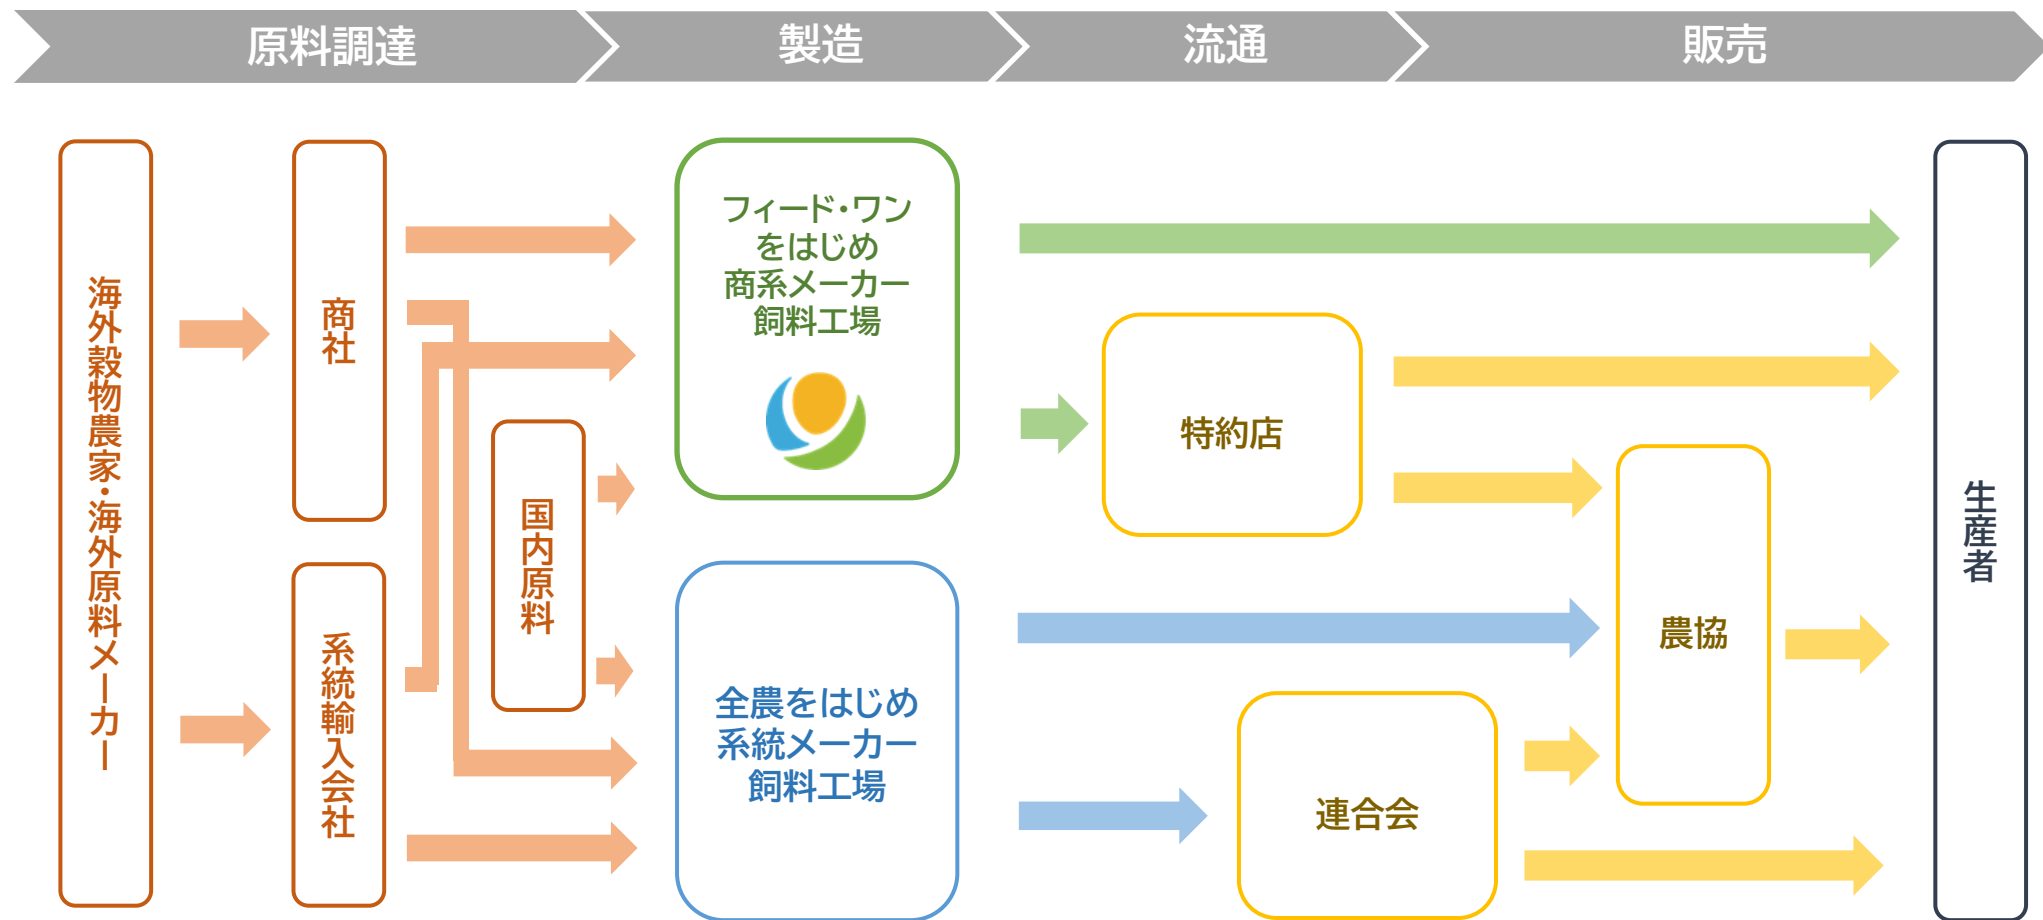 原料調達
製造
流通
販売
海外穀物農家・海外原料メーカー
商社
系統輸入会社
国内原料
フィード・ワン
をはじめ
商系メーカー
飼料工場
全農をはじめ
系統メーカー
飼料工場
特約店
連合会
農協
生産者